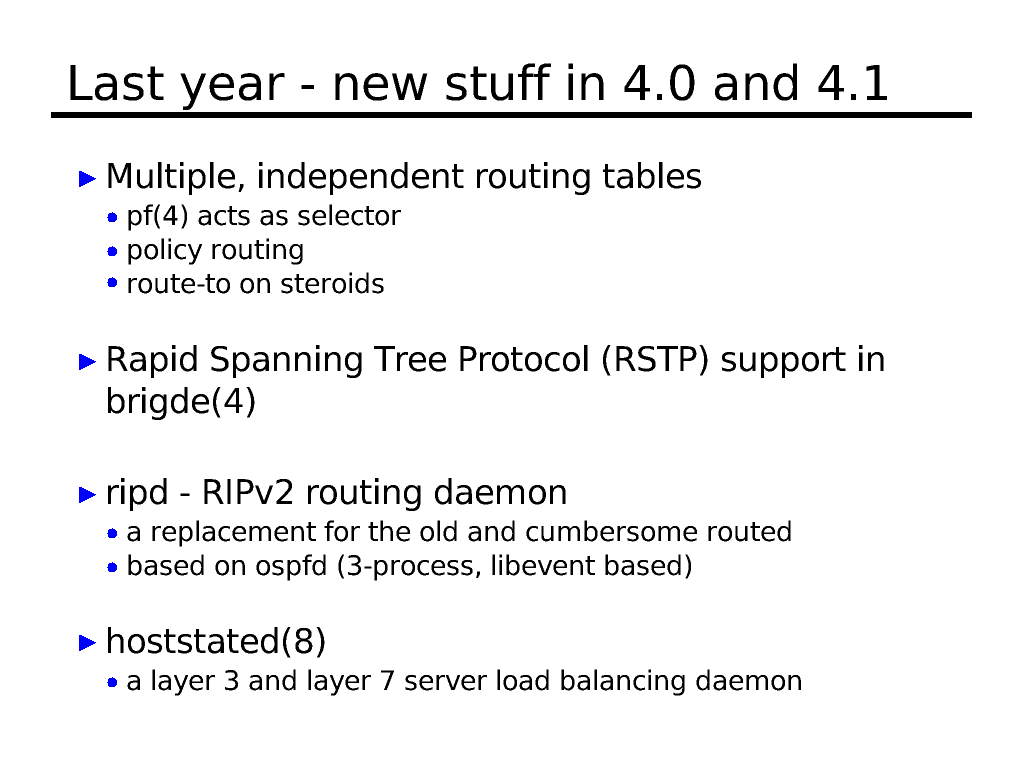 Last year - new stuff in 4.0 and 4.1
Multiple, independent routing tables
pf(4) acts as selector
policy routing
route-to on steroids
Rapid Spanning Tree Protocol (RSTP) support in
brigde(4)
ripd - RIPv2 routing daemon
a replacement for the old and cumbersome routed
based on ospfd (3-process, libevent based)
hoststated(8)
a layer 3 and layer 7 server load balancing daemon